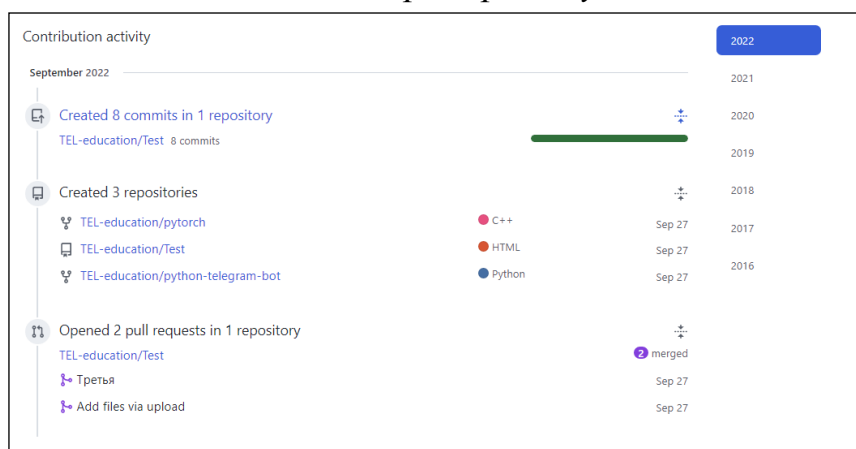 Contribution activity
2022
September 2022
2021
Created 8 commits in 1 repository
2020
TEL-education/Test 8 commits
2019
Created 3 repositories
2018
TEL-education/pytorch C++ Sep 27
2017
TEL-education/Test HTML Sep 27
2016
TEL-education/python-telegram-bot Python Sep 27
Opened 2 pull requests in 1 repository
TEL-education/Test 2 merged
Третья Sep 27
Add files via upload Sep 27